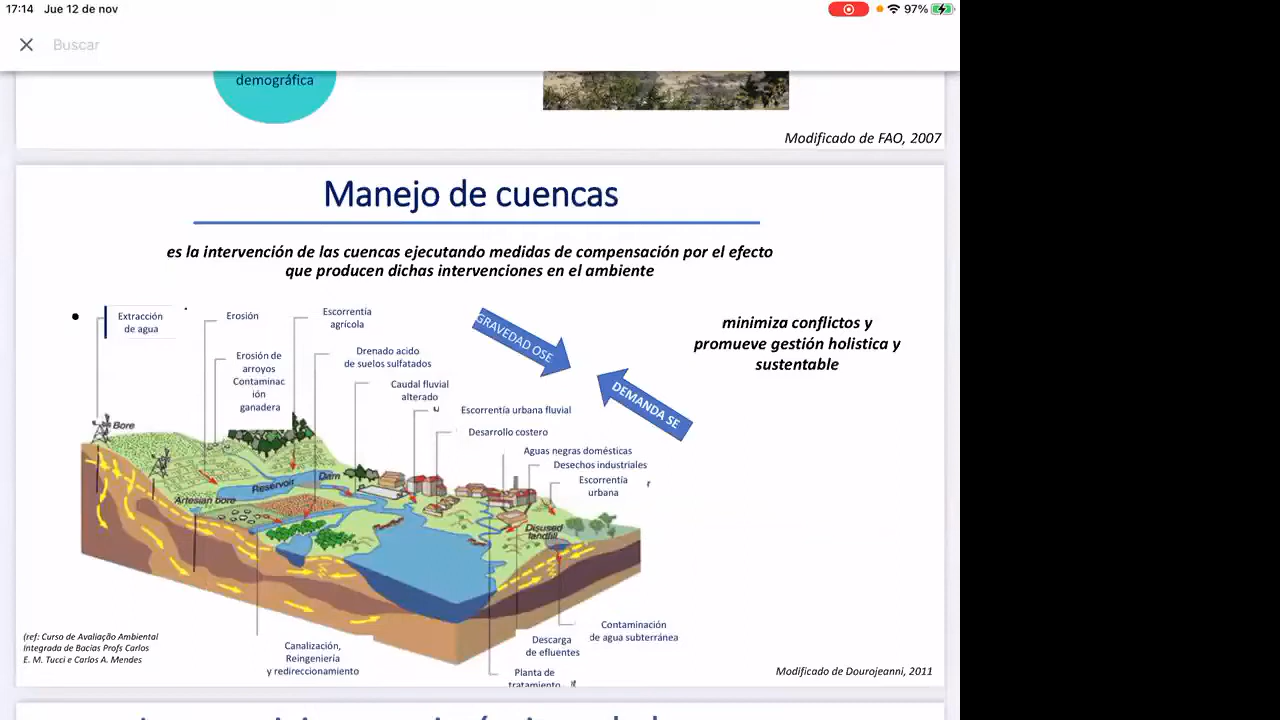 17:14 Jue 12 de nov
97%
Buscar
demográfica
Modificado de FAO, 2007
Manejo de cuencas
es la intervención de las cuencas ejecutando medidas de compensación por el efecto
que producen dichas intervenciones en el ambiente
Extracción
de agua
Erosión
Escorrentía
agrícola
Erosión de
arroyos
Contaminac
ión
ganadera
Drenado acido
de suelos sulfatados
Caudal fluvial
alterado
Escorrentía urbana fluvial
Desarrollo costero
Aguas negras domésticas
Desechos industriales
Escorrentía
urbana
GRAVEDAD OSE
DEMANDA SE
minimiza conflictos y
promueve gestión holistica y
sustentable
Bore
Artesian bore
Reservoir
Dam
Disused
landfill
(ref: Curso de Avaliação Ambiental
Integrada de Bacias Profs Carlos
E. M. Tucci e Carlos A. Mendes
Canalización,
Reingeniería
y redireccionamiento
Descarga
de efluentes
Planta de
tratamiento
Contaminación
de agua subterránea
Modificado de Dourojeanni, 2011